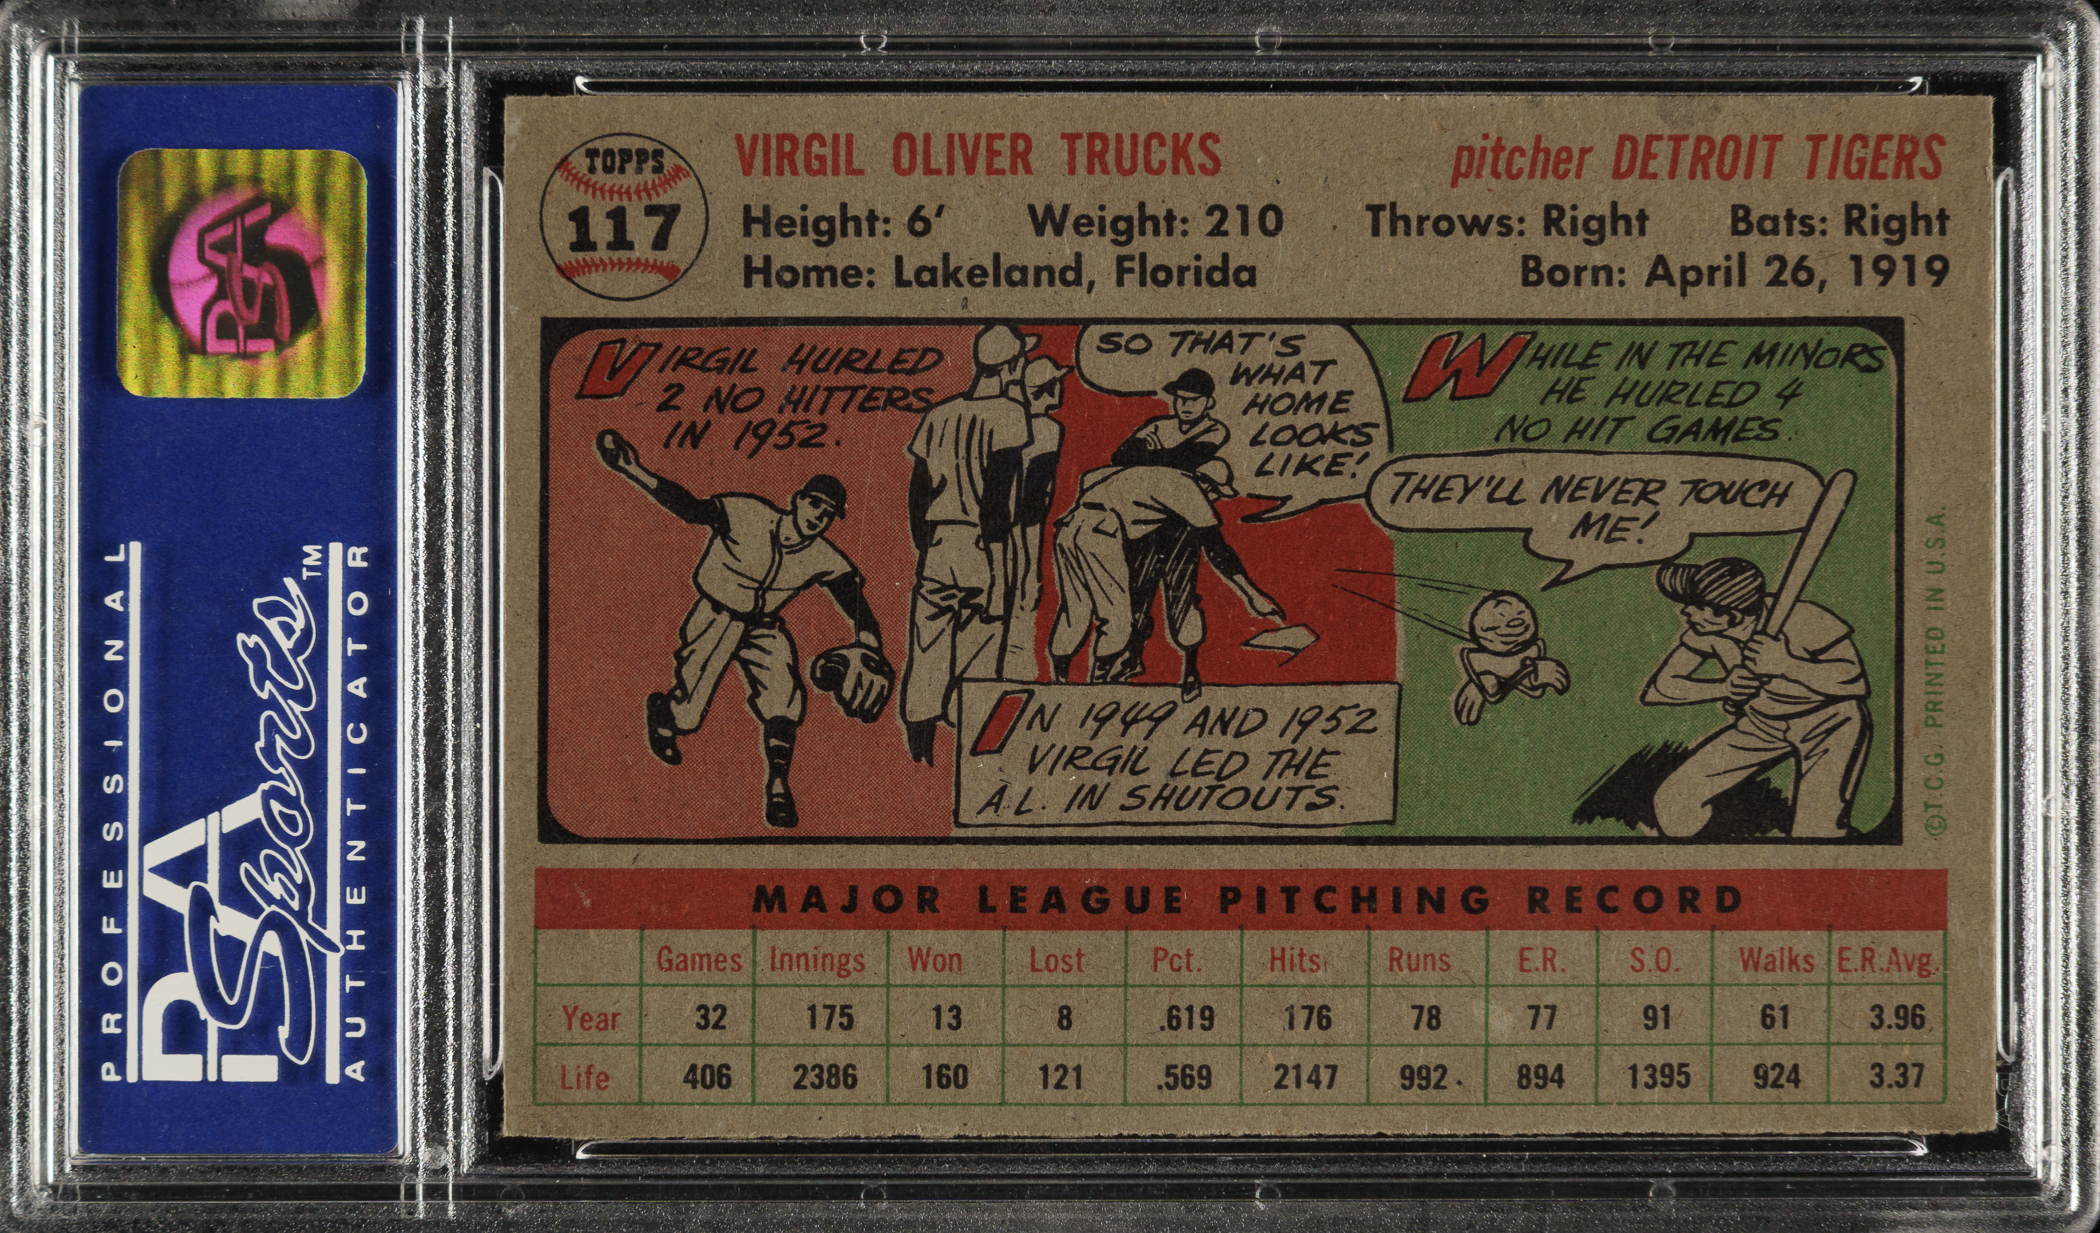 PROFESSIONAL
PSA
Sports™
AUTHENTICATOR
PSA
TOPPS
117
VIRGIL OLIVER TRUCKS
pitcher DETROIT TIGERS
Height: 6' Weight: 210 Throws: Right Bats: Right
Home: Lakeland, Florida Born: April 26, 1919
VIRGIL HURLED
2 NO HITTERS
IN 1952.
SO THAT'S
WHAT
HOME
LOOKS
LIKE!
IN 1949 AND 1952
VIRGIL LED THE
A.L. IN SHUTOUTS.
WHILE IN THE MINORS
HE HURLED 4
NO HIT GAMES.
THEY'LL NEVER TOUCH
ME!
©T.C.G. PRINTED IN U.S.A.
MAJOR LEAGUE PITCHING RECORD
Games Innings Won Lost Pct. Hits Runs E.R. S.O. Walks E.R.Avg.
Year 32 175 13 8 .619 176 78 77 91 61 3.96
Life 406 2386 160 121 .569 2147 992 894 1395 924 3.37